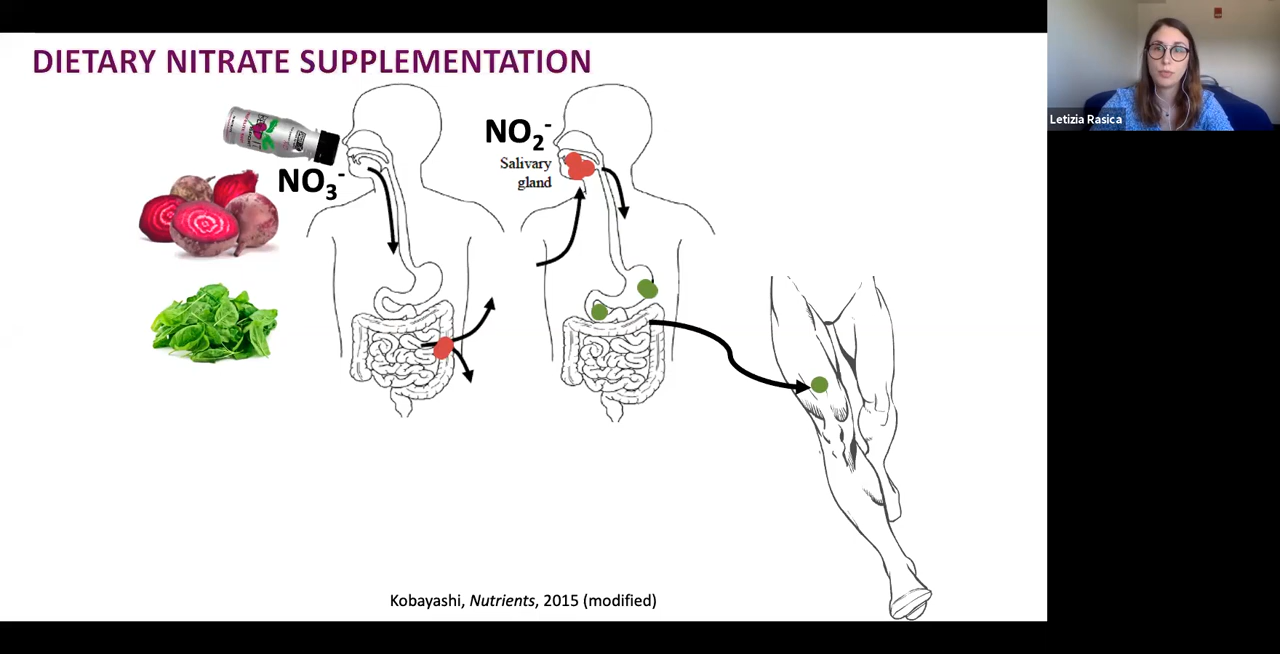 DIETARY NITRATE SUPPLEMENTATION
NO3-
NO2-
Salivary
gland
Kobayashi, Nutrients, 2015 (modified)
Letizia Rasica